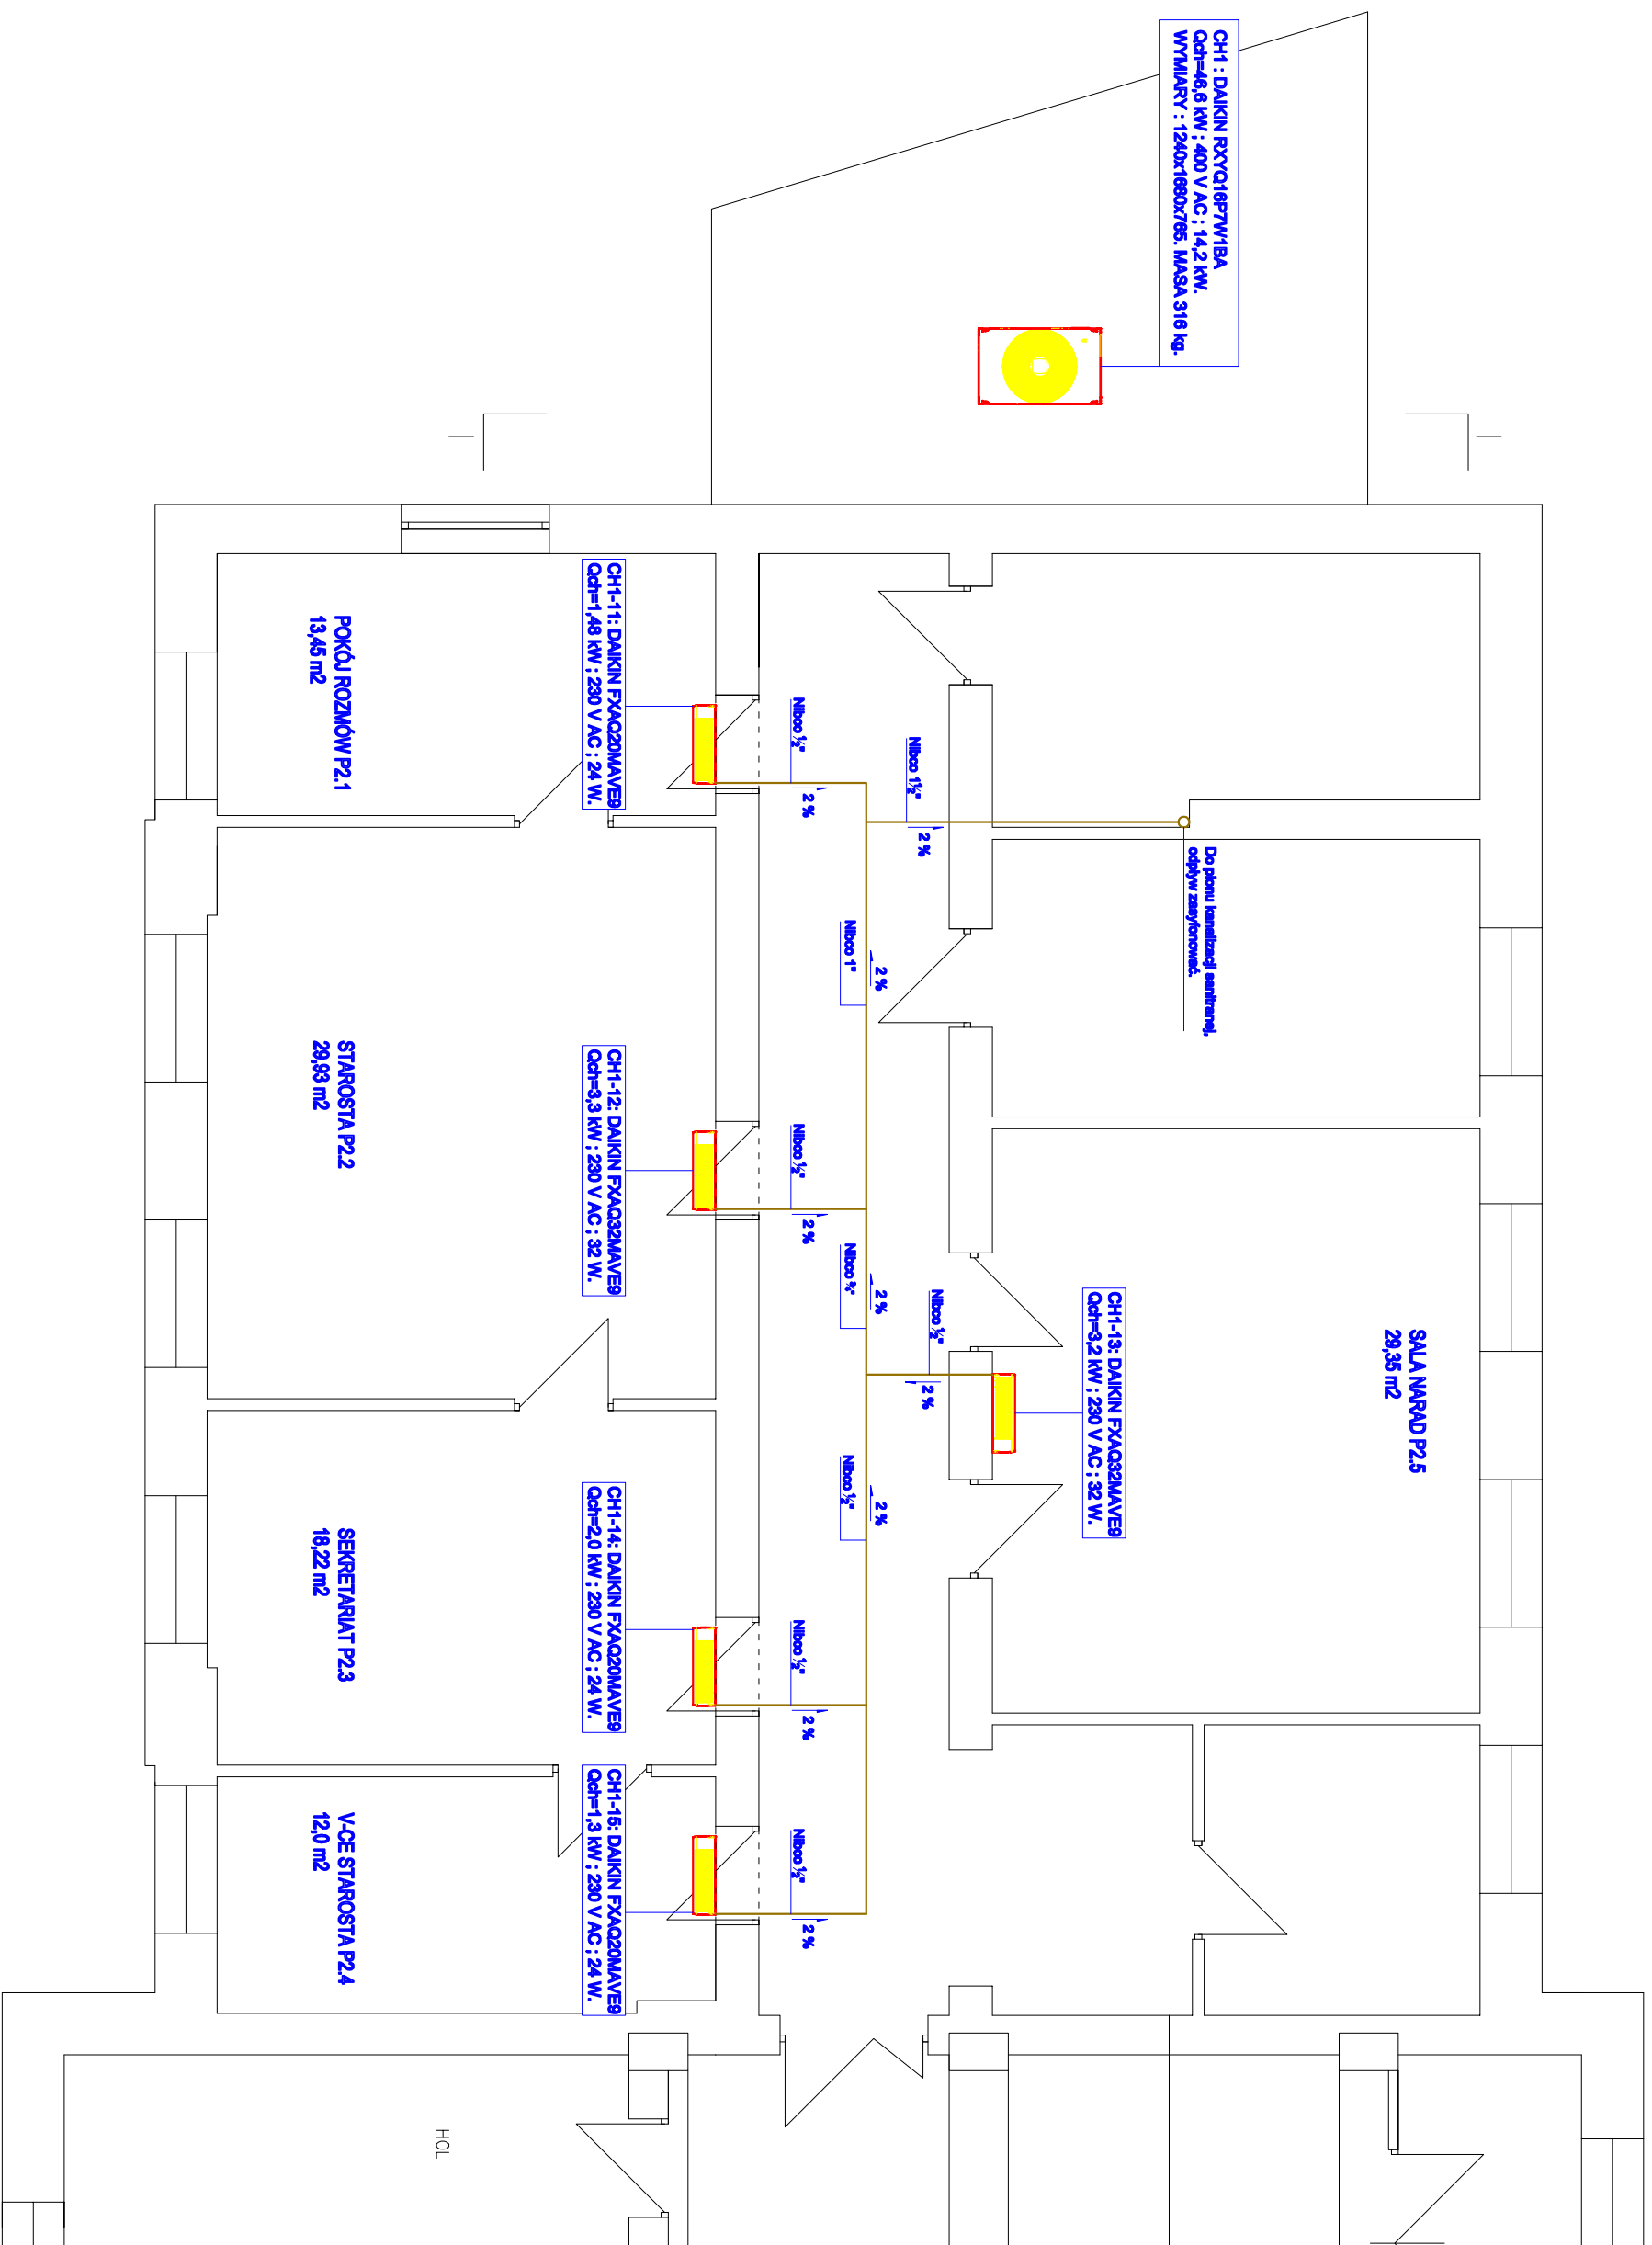 CH1 : DAIKIN RXYQ16P7W1BA
Qch=46,6 kW ; 400 V AC ; 14,2 kW.
WYMIARY : 1240x1680x765. MASA 316 kg.
SALA NARAD P2.5
29,35 m2
Do pionu kanalizacji sanitranej,
odpływ zasyfonować.
CH1-13: DAIKIN FXAQ32MAVE9
Qch=3,2 kW ; 230 V AC ; 32 W.
Nibco 1½"
2 %
Nibco ½"
2 %
Nibco 1"
2 %
Nibco ¾"
2 %
Nibco ½"
2 %
Nibco ½"
2 %
Nibco ½"
2 %
Nibco ½"
2 %
Nibco ½"
2 %
CH1-11: DAIKIN FXAQ20MAVE9
Qch=1,48 kW ; 230 V AC ; 24 W.
CH1-12: DAIKIN FXAQ32MAVE9
Qch=3,3 kW ; 230 V AC ; 32 W.
CH1-14: DAIKIN FXAQ20MAVE9
Qch=2,0 kW ; 230 V AC ; 24 W.
CH1-15: DAIKIN FXAQ20MAVE9
Qch=1,3 kW ; 230 V AC ; 24 W.
POKÓJ ROZMÓW P2.1
13,45 m2
STAROSTA P2.2
29,93 m2
SEKRETARIAT P2.3
18,22 m2
V-CE STAROSTA P2.4
12,0 m2
HOL